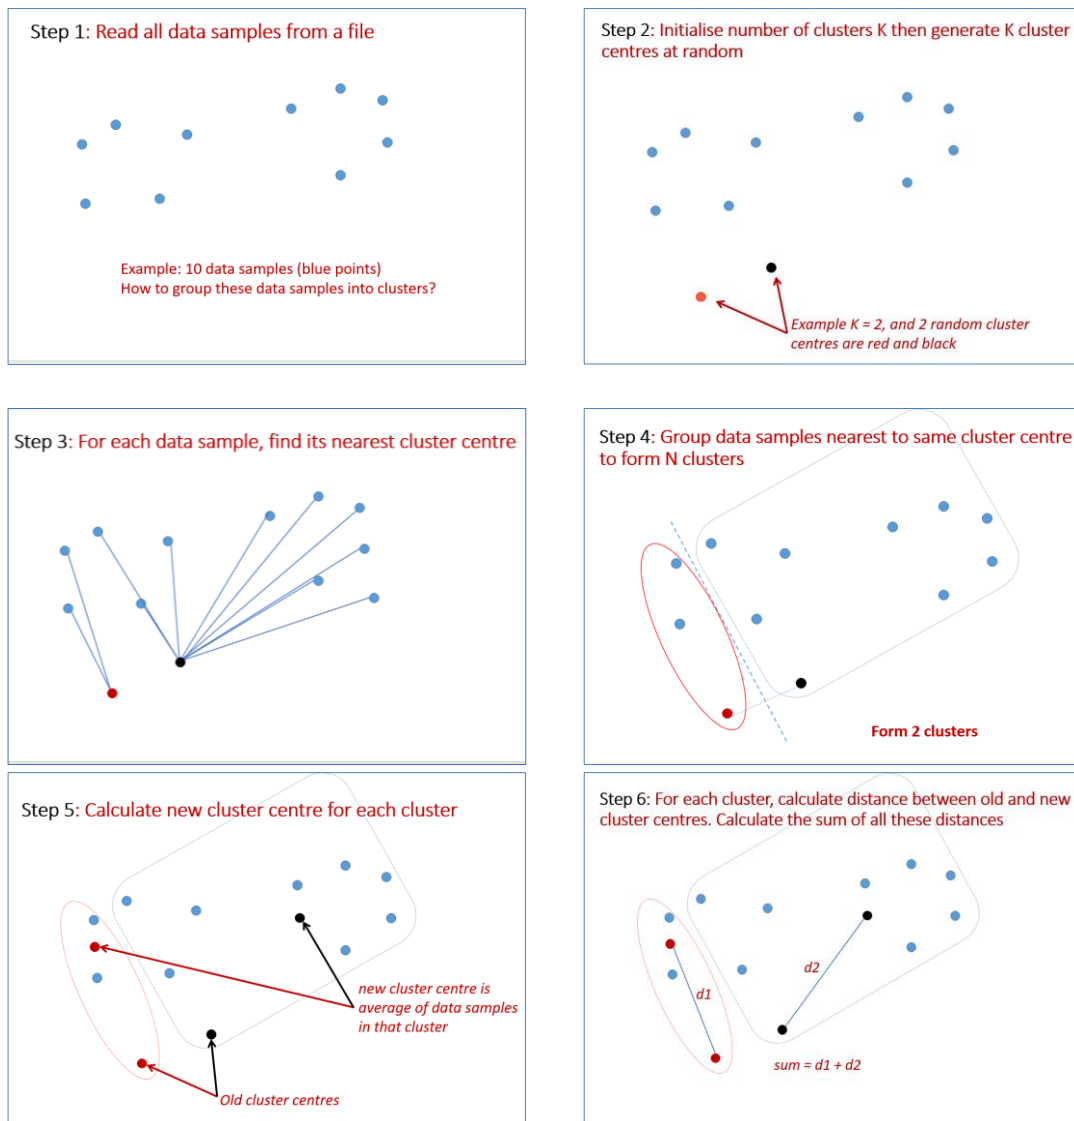 Step 1: Read all data samples from a file
Example: 10 data samples (blue points)
How to group these data samples into clusters?
Step 2: Initialise number of clusters K then generate K cluster
centres at random
Example K = 2, and 2 random cluster
centres are red and black
Step 3: For each data sample, find its nearest cluster centre
Step 4: Group data samples nearest to same cluster centre
to form N clusters
Form 2 clusters
Step 5: Calculate new cluster centre for each cluster
new cluster centre is
average of data samples
in that cluster
Old cluster centres
Step 6: For each cluster, calculate distance between old and new
cluster centres. Calculate the sum of all these distances
d2
d1
sum = d1 + d2